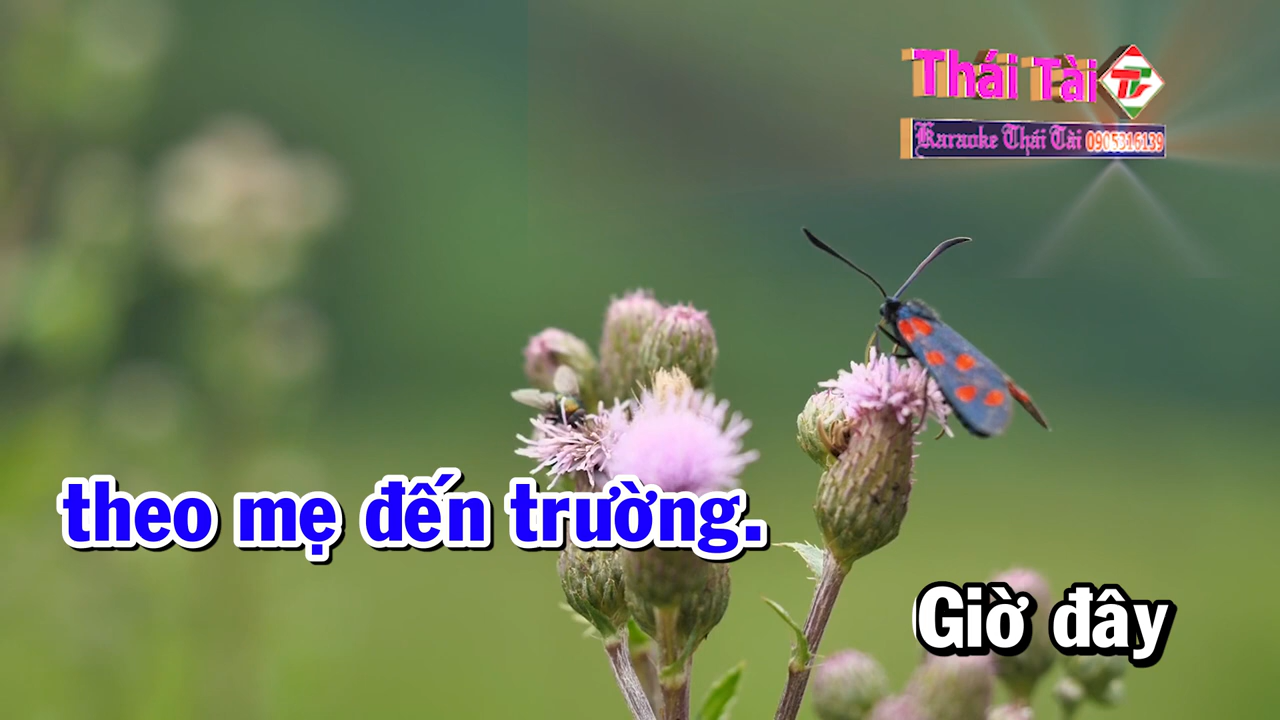 Thái Tài
Karaoke Thái Tài 0905316139
theo mẹ đến trường.
Giờ đây